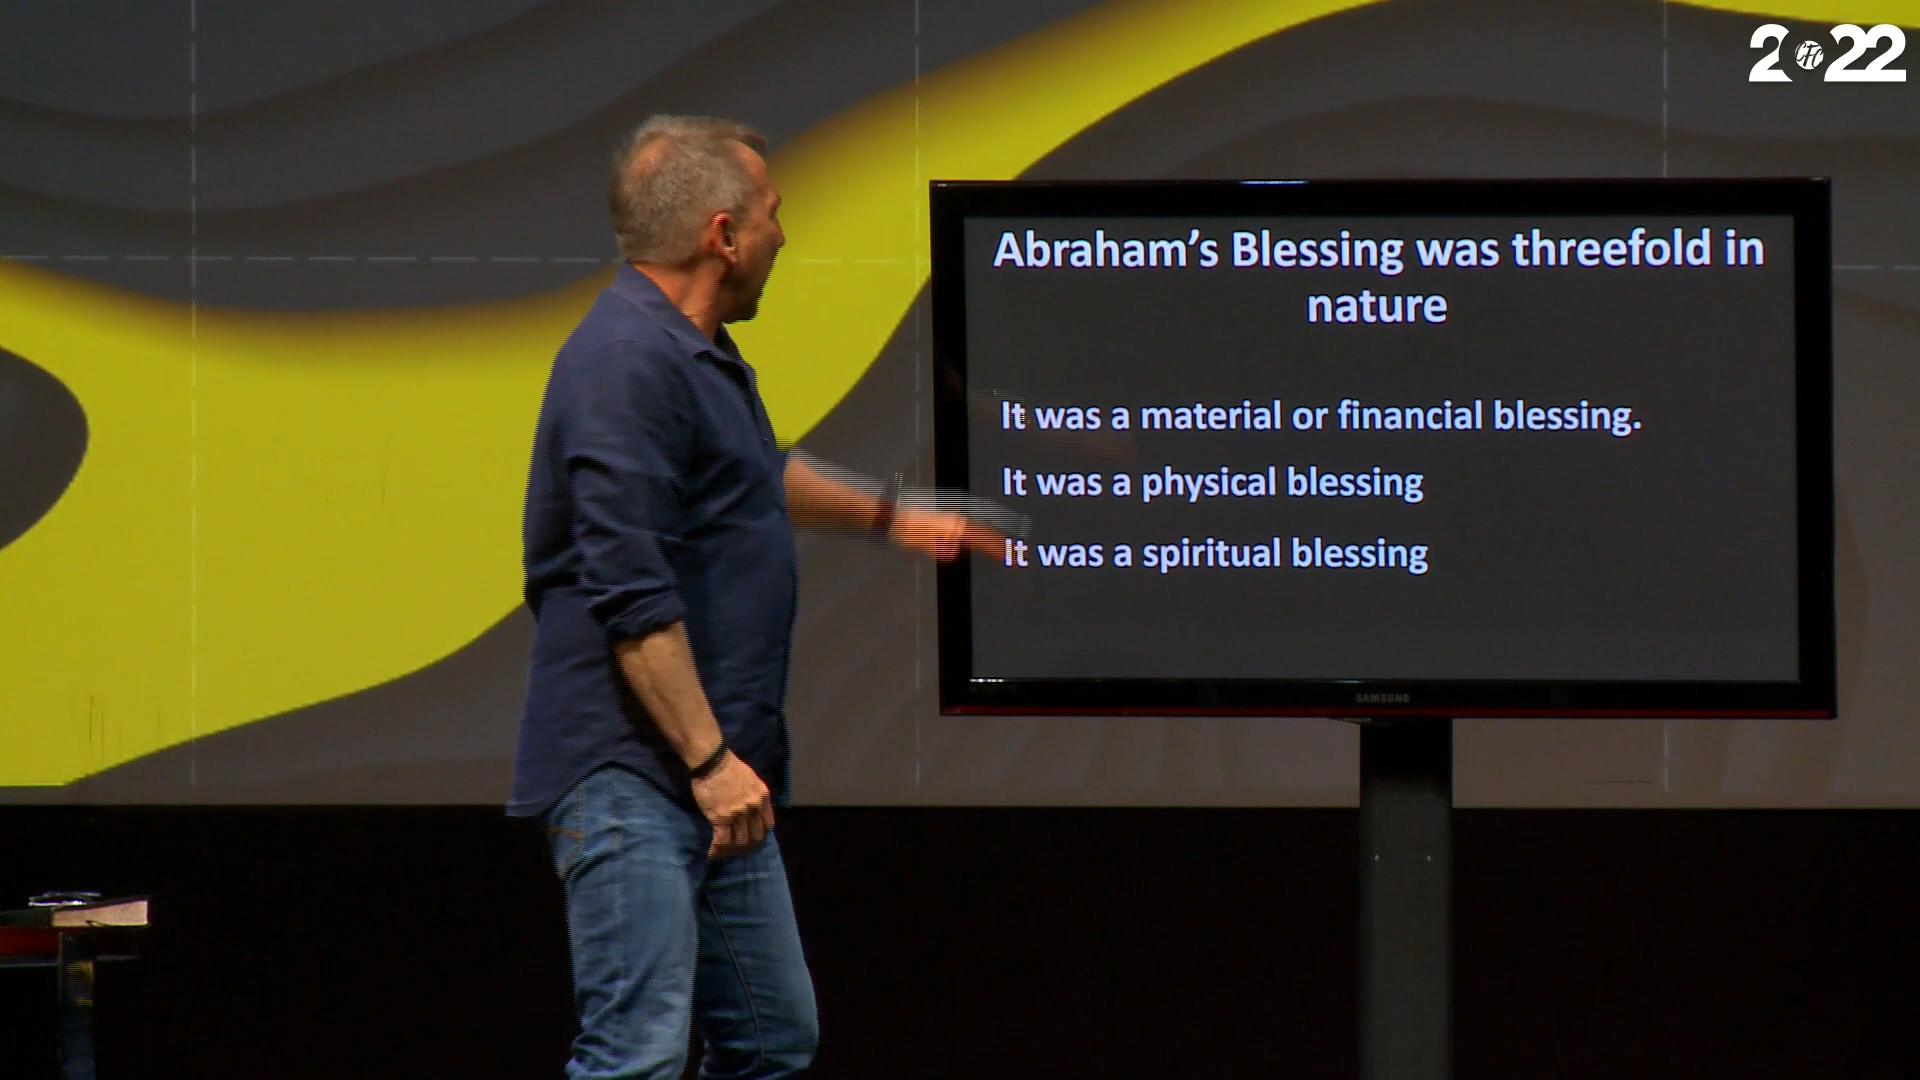 2022
Abraham's Blessing was threefold in
nature
It was a material or financial blessing.
It was a physical blessing
It was a spiritual blessing
SAMSUNG